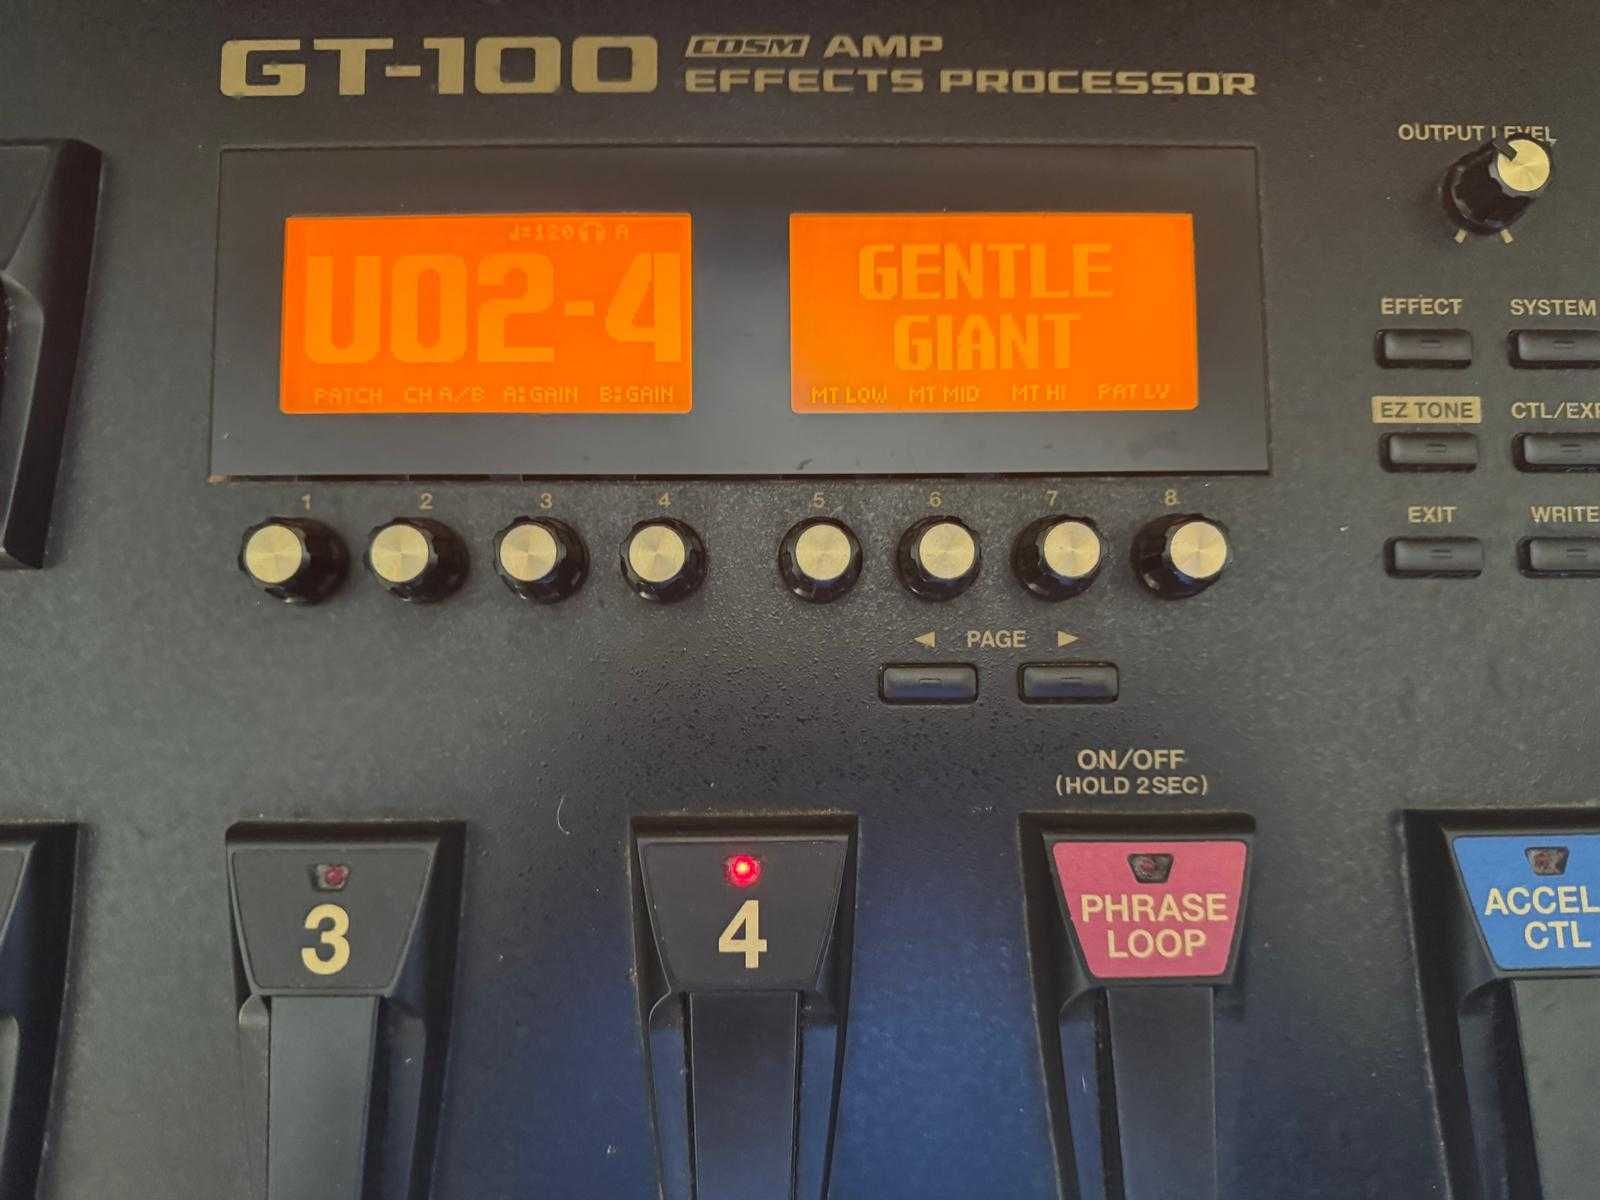 GT-100 COSM AMP
EFFECTS PROCESSOR
OUTPUT LEVEL
♩=120 A
U02-4
PATCH CH A/B A:GAIN B:GAIN
GENTLE
GIANT
MT LOW MT MID MT HI PAT LV
EFFECT SYSTEM
EZ TONE CTL/EXP
EXIT WRITE
1 2 3 4 5 6 7 8
◀ PAGE ▶
ON/OFF
(HOLD 2SEC)
3
4
PHRASE
LOOP
ACCEL
CTL